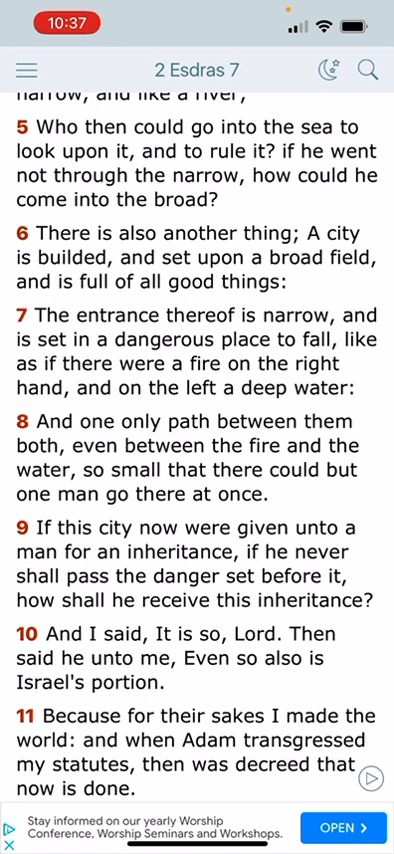 10:37
2 Esdras 7
narrow, and like a river;
5 Who then could go into the sea to
look upon it, and to rule it? if he went
not through the narrow, how could he
come into the broad?
6 There is also another thing; A city
is builded, and set upon a broad field,
and is full of all good things:
7 The entrance thereof is narrow, and
is set in a dangerous place to fall, like
as if there were a fire on the right
hand, and on the left a deep water:
8 And one only path between them
both, even between the fire and the
water, so small that there could but
one man go there at once.
9 If this city now were given unto a
man for an inheritance, if he never
shall pass the danger set before it,
how shall he receive this inheritance?
10 And I said, It is so, Lord. Then
said he unto me, Even so also is
Israel's portion.
11 Because for their sakes I made the
world: and when Adam transgressed
my statutes, then was decreed that
now is done.
Stay informed on our yearly Worship
Conference, Worship Seminars and Workshops.
OPEN